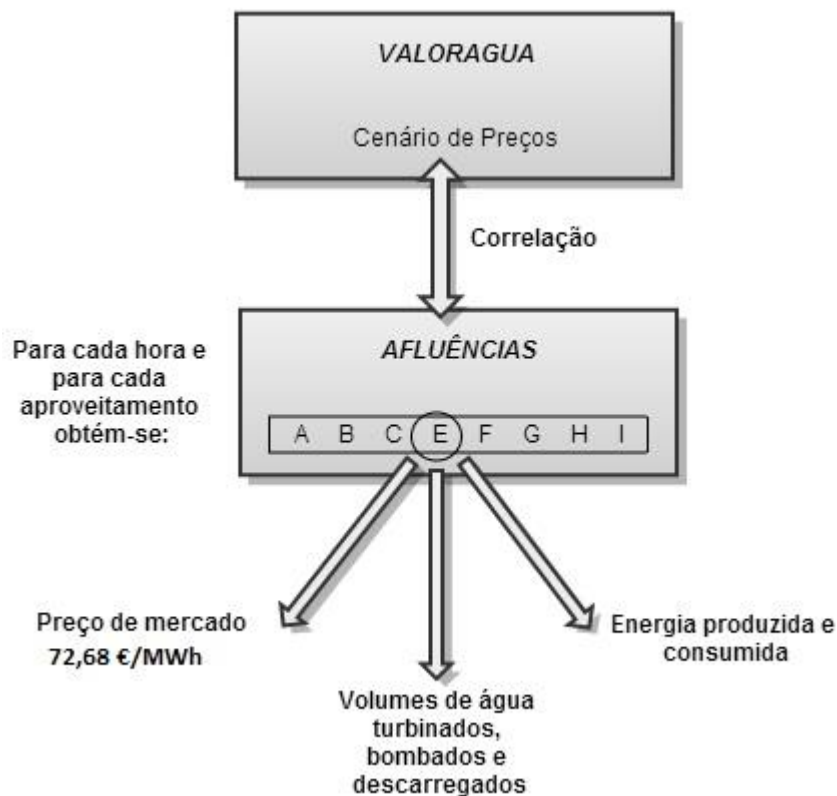 VALORAGUA
Cenário de Preços
Correlação
Para cada hora e
para cada
aproveitamento
obtém-se:
AFLUÊNCIAS
A B C E F G H I
Preço de mercado
72,68 €/MWh
Volumes de água
turbinados,
bombados e
descarregados
Energia produzida e
consumida